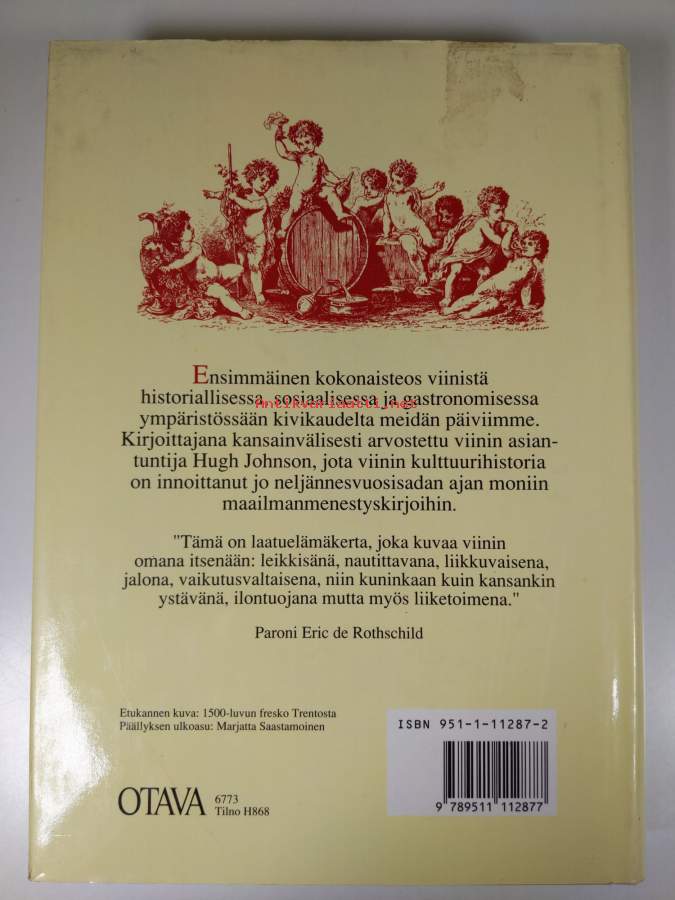 Ensimmäinen kokonaisteos viinistä
historiallisessa, sosiaalisessa ja gastronomisessa
antikvariaatti.net
ympäristössään kivikaudelta meidän päiviimme.
Kirjoittajana kansainvälisesti arvostettu viinin asian-
tuntija Hugh Johnson, jota viinin kulttuurihistoria
on innoittanut jo neljännesvuosisadan ajan moniin
maailmanmenestyskirjoihin.
"Tämä on laatuelämäkerta, joka kuvaa viinin
omana itsenään: leikkisänä, nautittavana, liikkuvaisena,
jalona, vaikutusvaltaisena, niin kuninkaan kuin kansankin
ystävänä, ilontuojana mutta myös liiketoimena."
Paroni Eric de Rothschild
Etukannen kuva: 1500-luvun fresko Trentosta
Päällyksen ulkoasu: Marjatta Saastamoinen
ISBN 951-1-11287-2
9 789511 112877
OTAVA
6773
Tilno H868